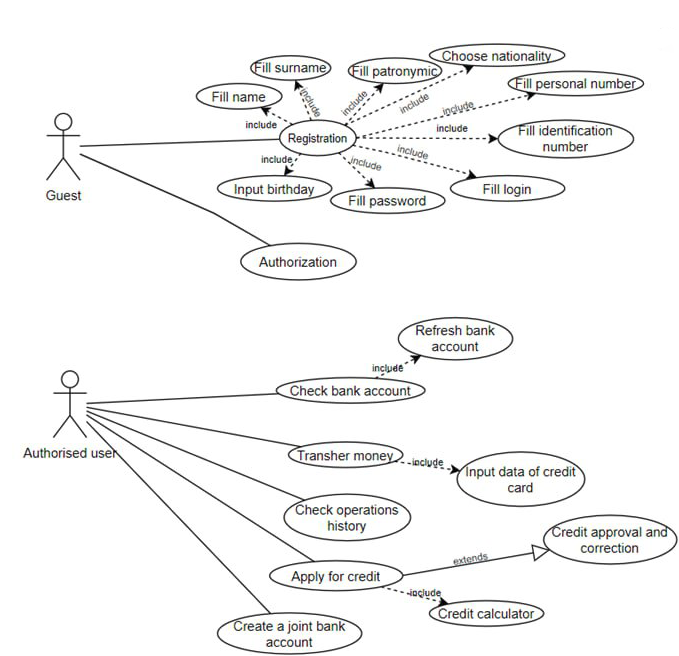 Choose nationality
Fill surname
Fill patronymic
Fill personal number
Fill name
include
include
include
include
include
Registration
include
Fill identification
number
include
include
include
Input birthday
Fill login
Fill password
Guest
Authorization
Refresh bank
account
include
Check bank account
Authorised user
Transher money
include
Input data of credit
card
Check operations
history
Credit approval and
correction
extends
Apply for credit
include
Credit calculator
Create a joint bank
account